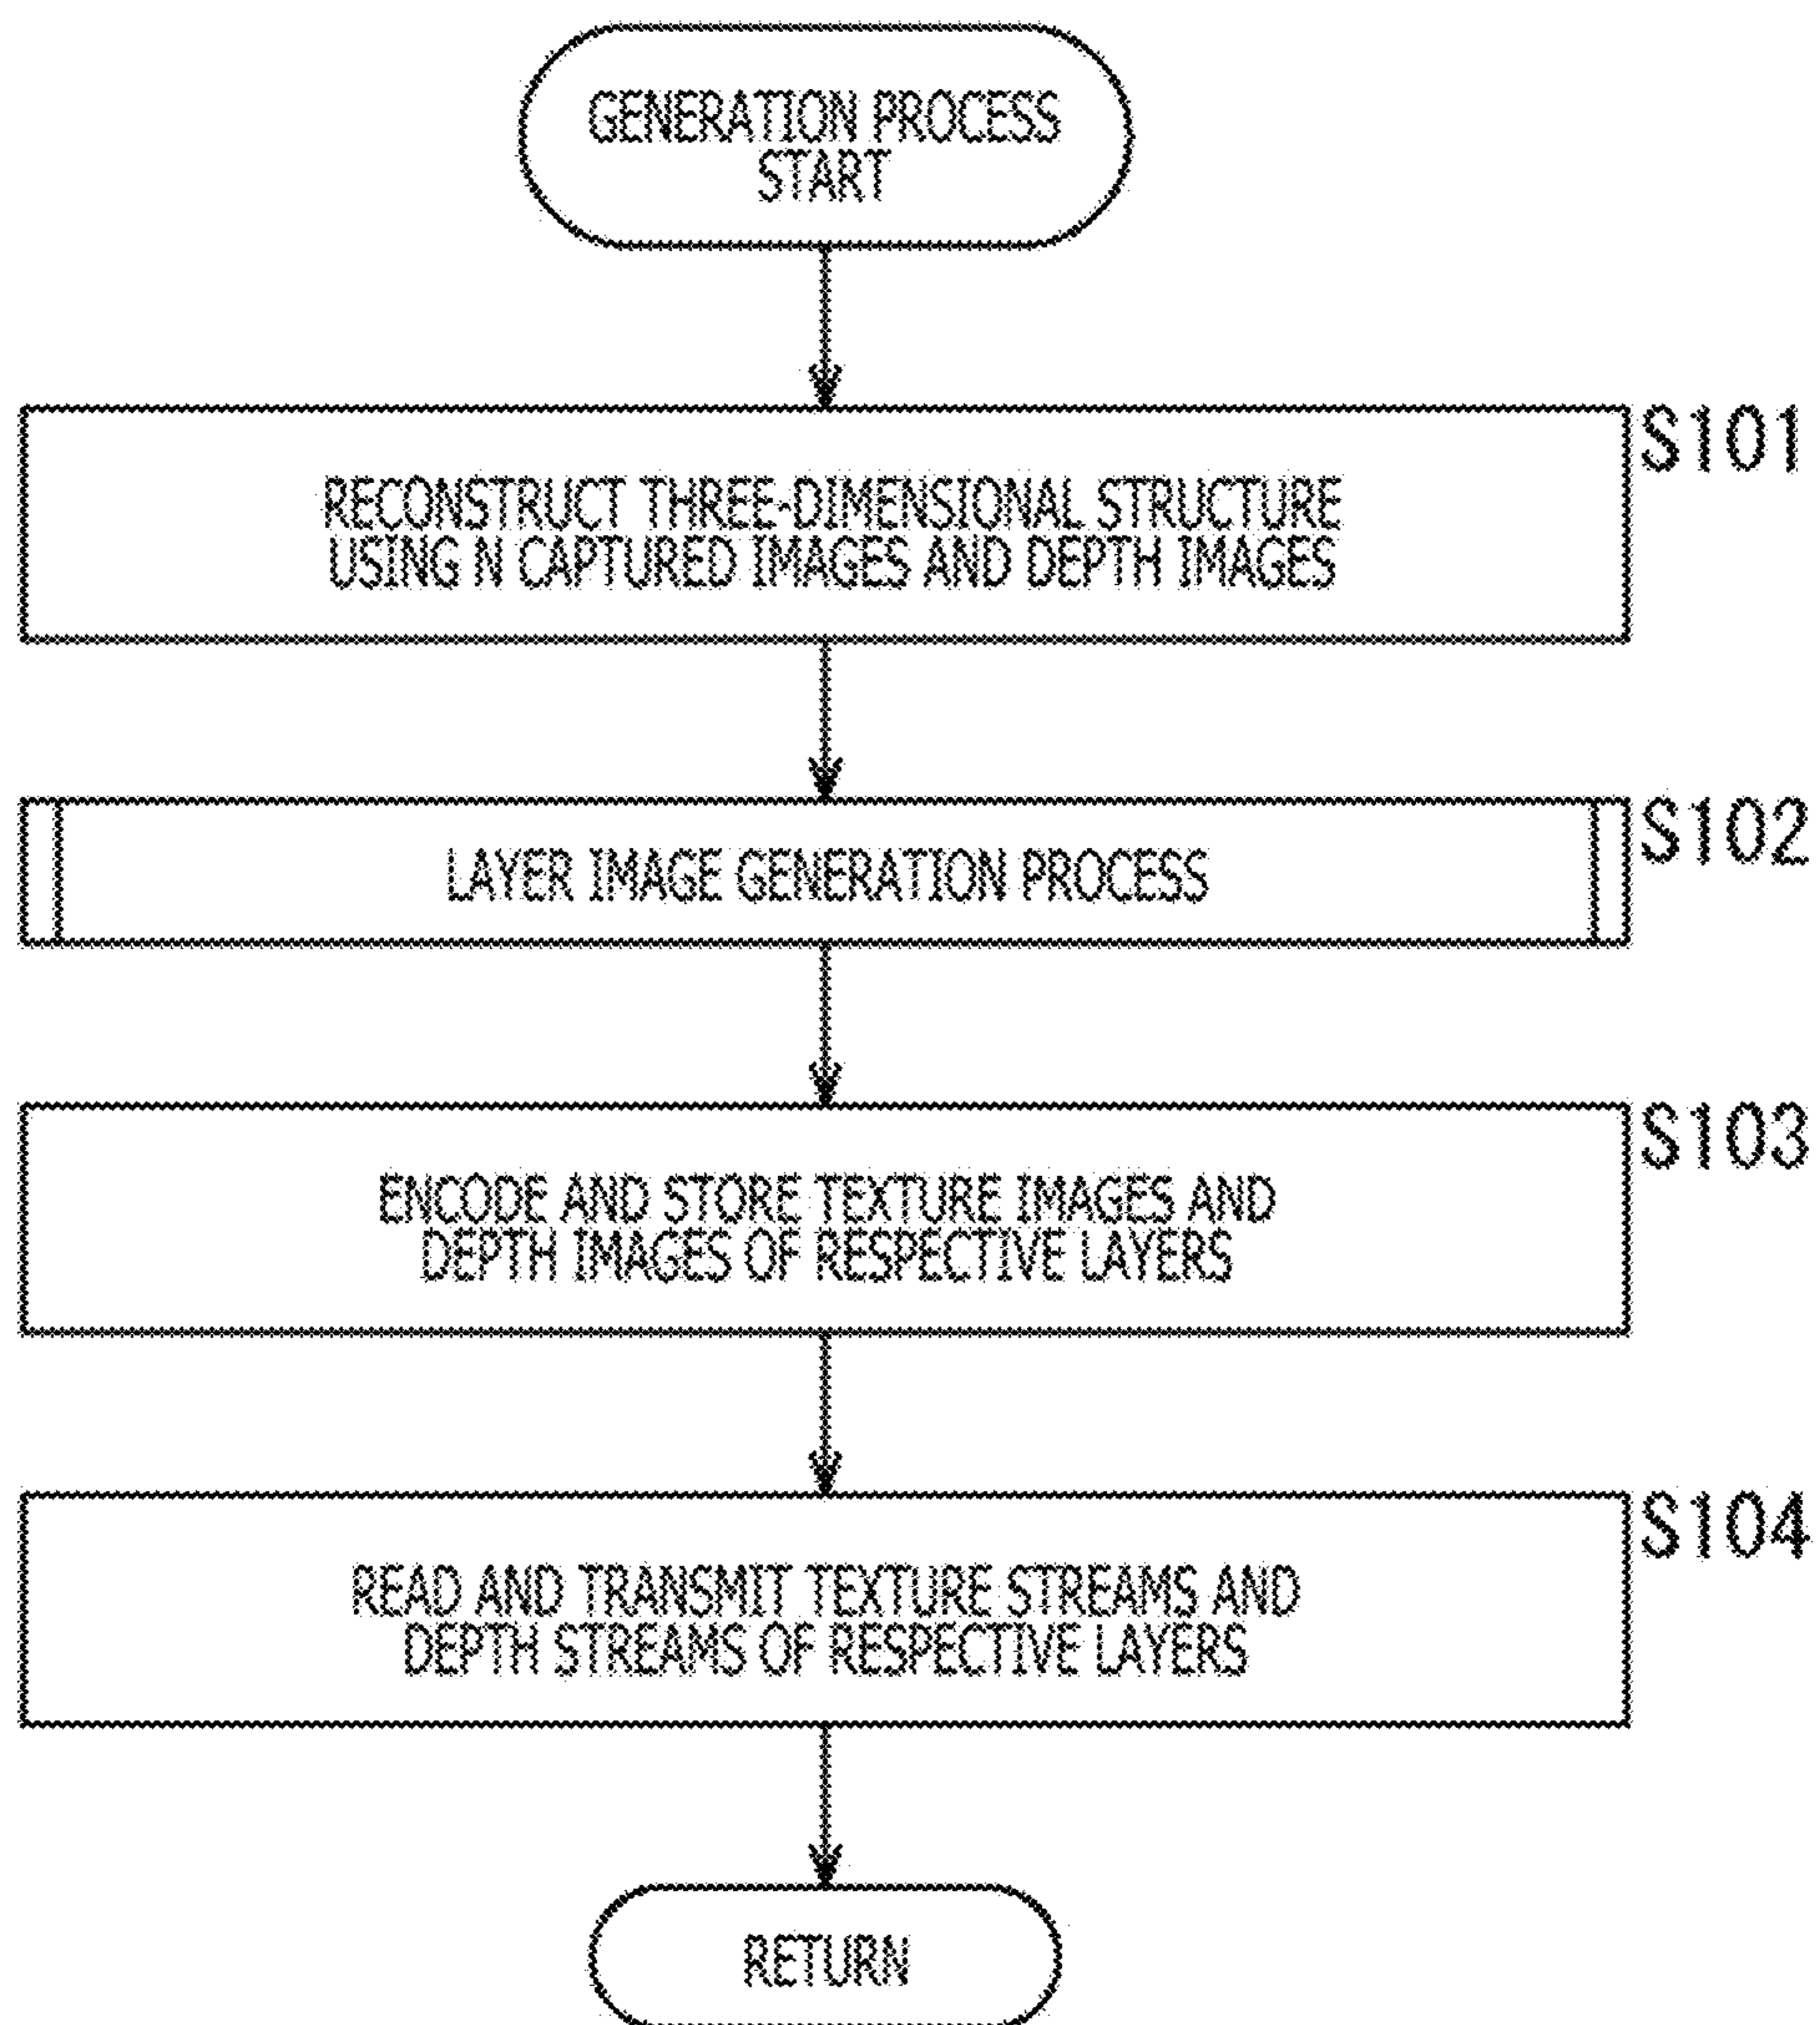 GENERATION PROCESS
START
S101
RECONSTRUCT THREE-DIMENSIONAL STRUCTURE
USING N CAPTURED IMAGES AND DEPTH IMAGES
S102
LAYER IMAGE GENERATION PROCESS
S103
ENCODE AND STORE TEXTURE IMAGES AND
DEPTH IMAGES OF RESPECTIVE LAYERS
S104
READ AND TRANSMIT TEXTURE STREAMS AND
DEPTH STREAMS OF RESPECTIVE LAYERS
RETURN